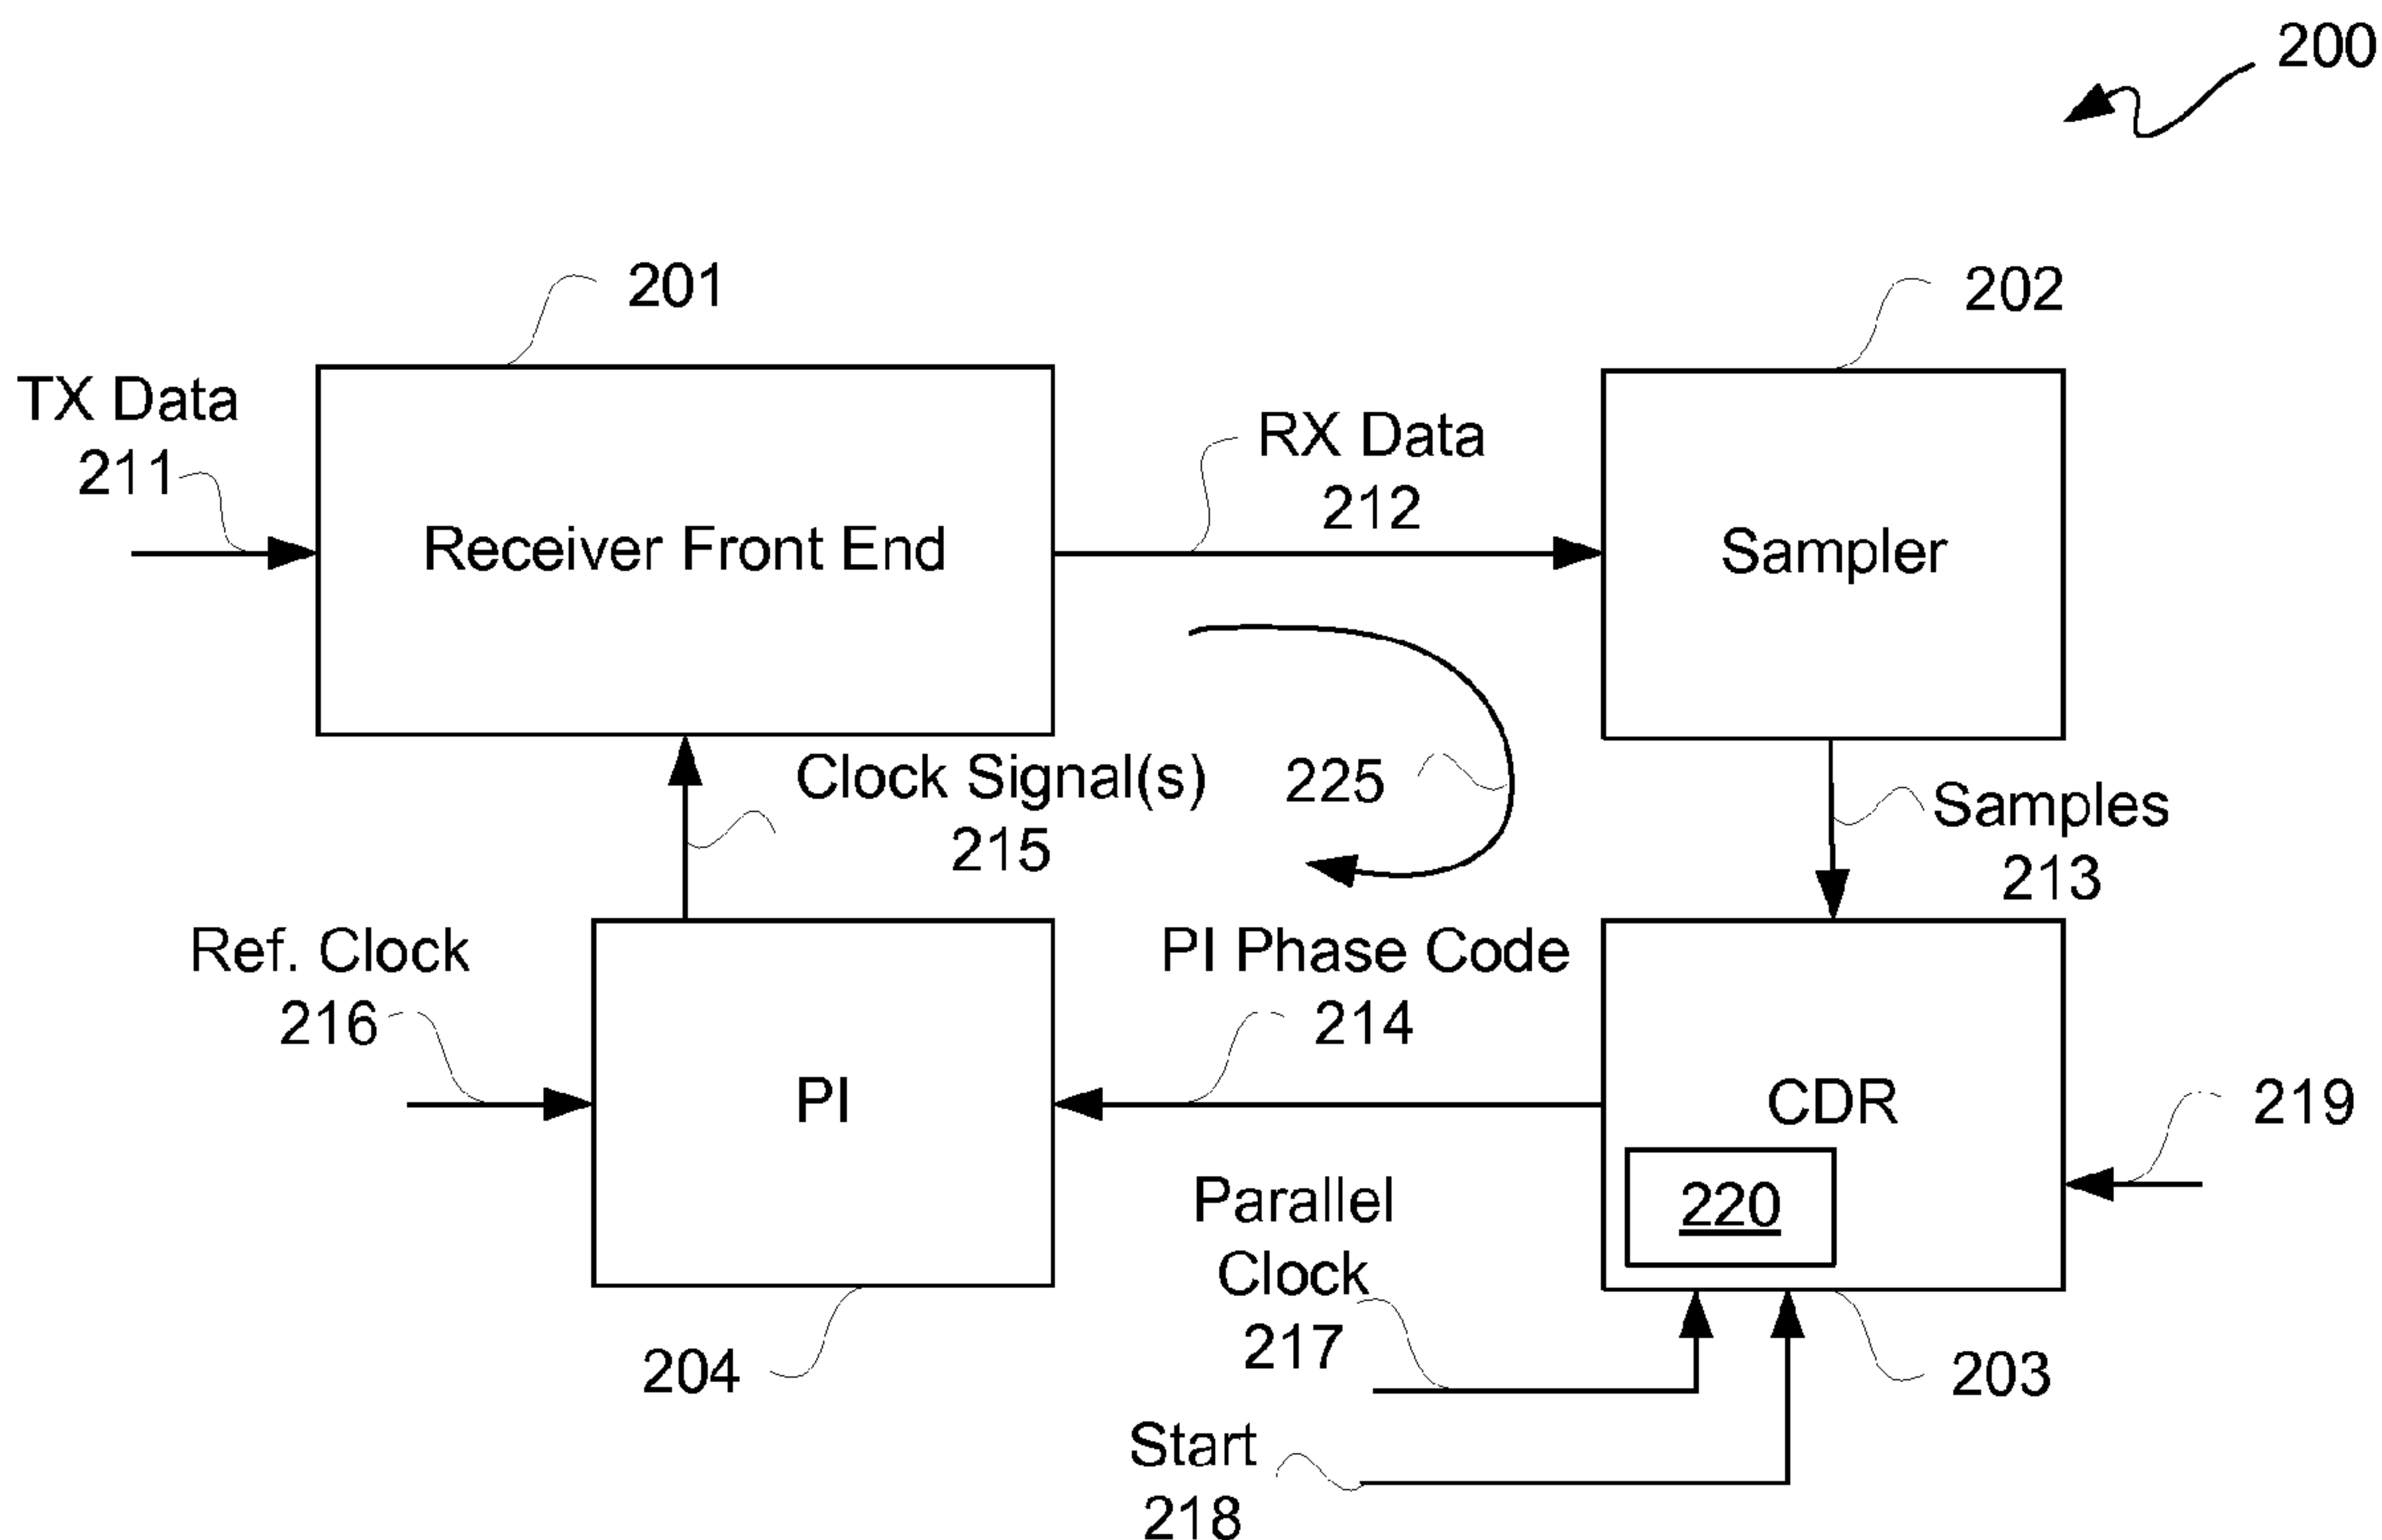 200
201
202
TX Data
211
RX Data
212
Receiver Front End
Sampler
Clock Signal(s)
215
225
Samples
213
Ref. Clock
216
PI Phase Code
214
PI
CDR
219
220
Parallel
Clock
217
204
203
Start
218